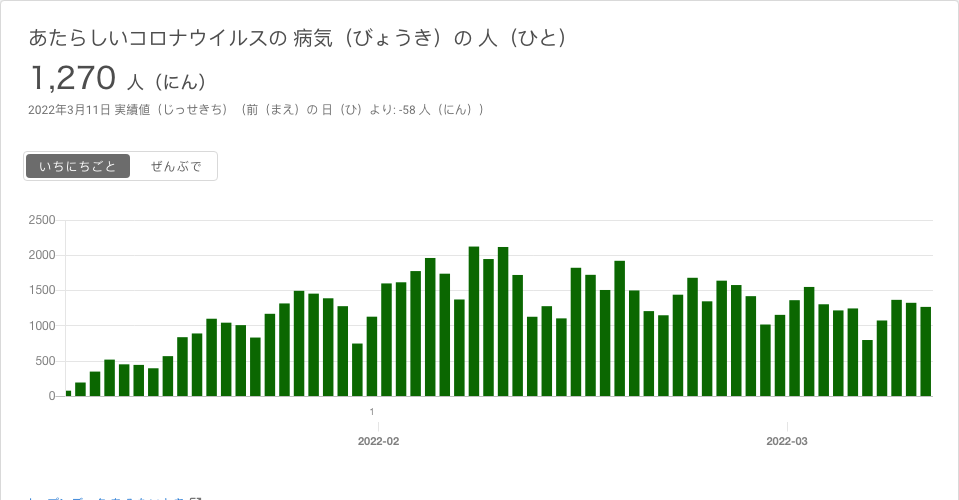 あたらしいコロナウイルスの 病気（びょうき）の 人（ひと）
1,270 人（にん）
2022年3月11日 実績値（じっせきち）（前（まえ）の 日（ひ）より: -58 人（にん））
いちにちごと ぜんぶで
2500
2000
1500
1000
500
0
1
2022-02 2022-03